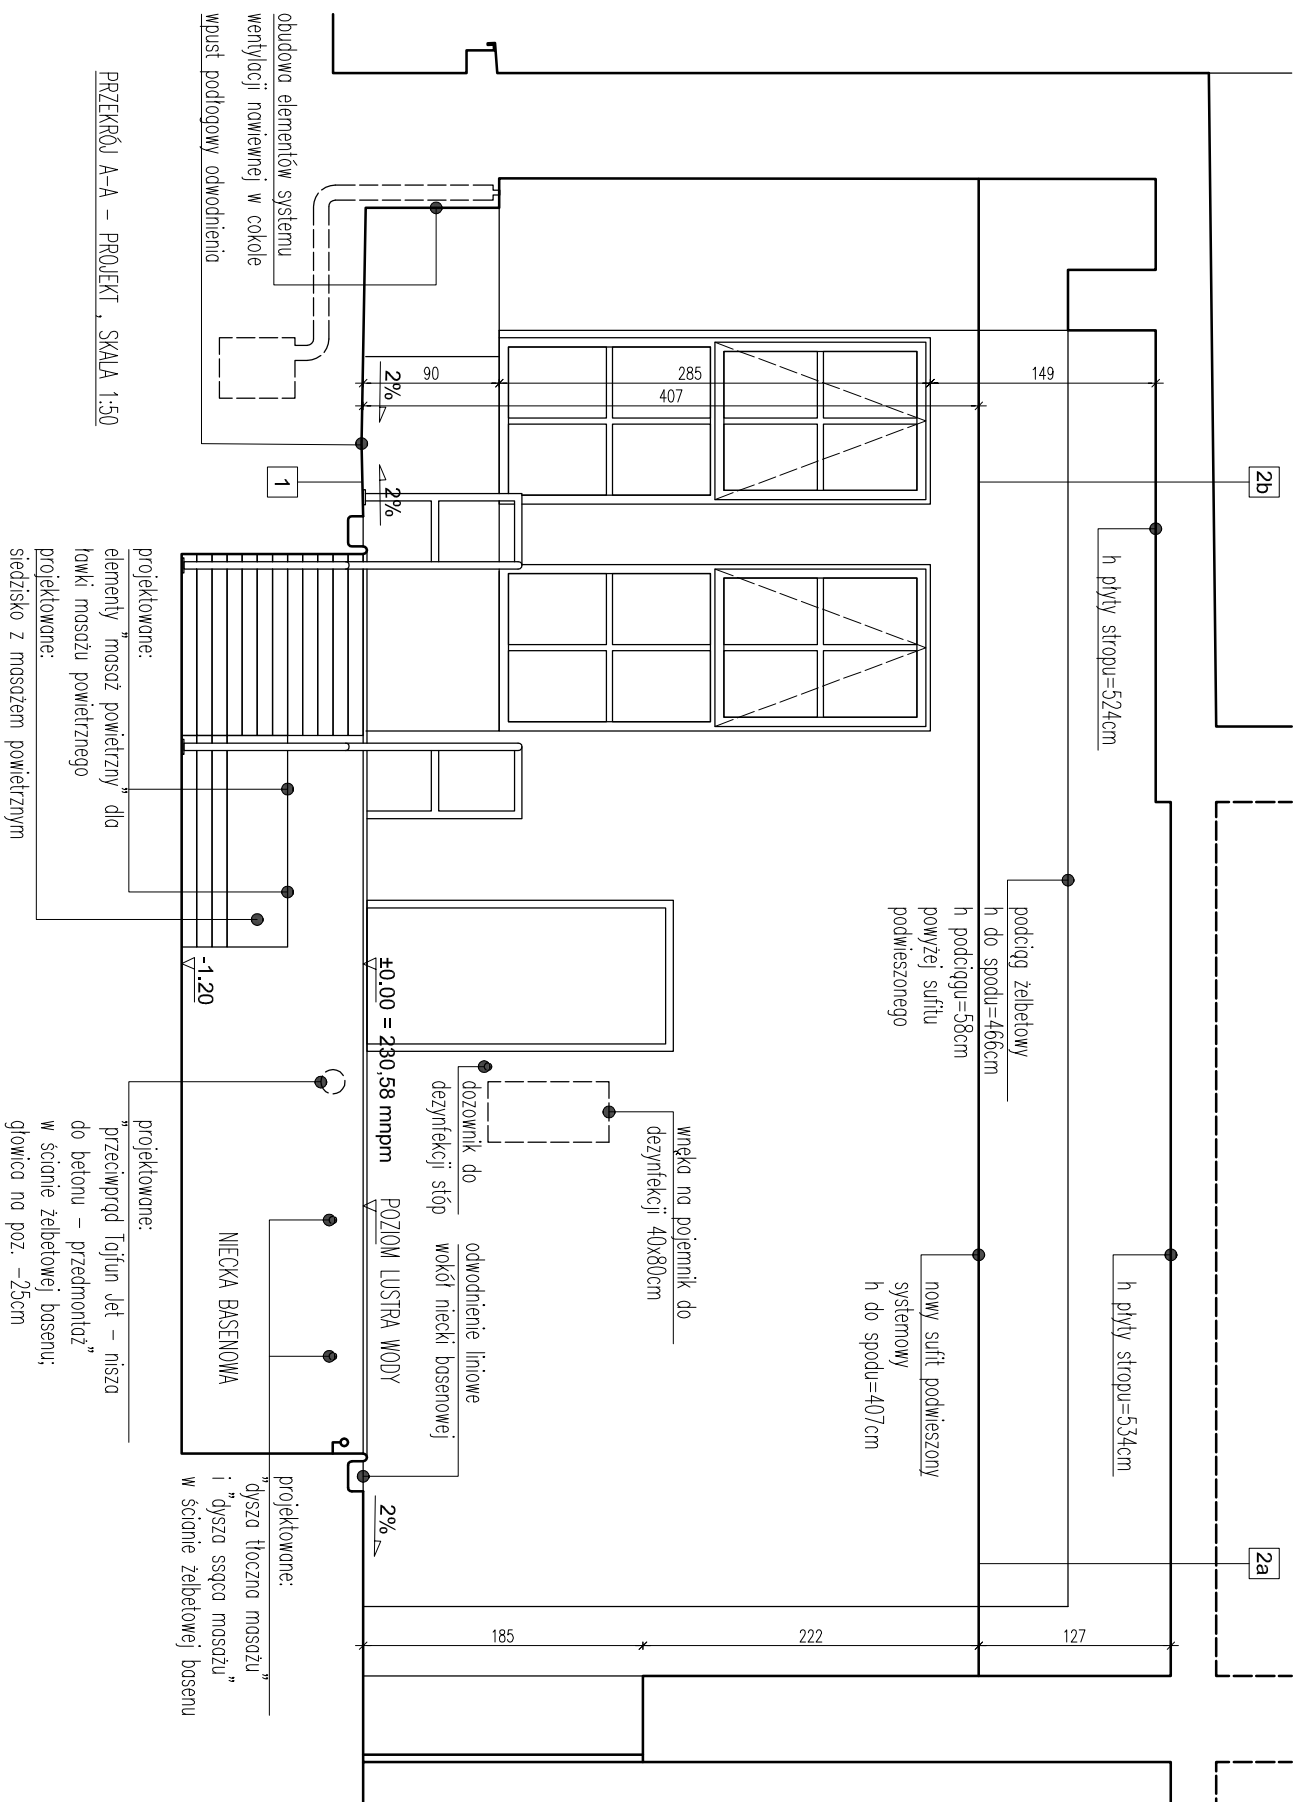 2b
2a
h płyty stropu=524cm
h płyty stropu=534cm
podciąg żelbetowy
h do spodu=466cm
h podciągu=58cm
powyżej sufitu
podwieszonego
nowy sufit podwieszony
systemowy
h do spodu=407cm
149
285
407
90
127
222
185
wnęka na pojemnik do
dezynfekcji 40x80cm
dozownik do
dezynfekcji stóp
odwodnienie liniowe
wokół niecki basenowej
2%
2%
2%
±0.00 = 230,58 mnpm
POZIOM LUSTRA WODY
1
-1.20
NIECKA BASENOWA
obudowa elementów systemu
wentylacji nawiewnej w cokole
wpust podłogowy odwodnienia
projektowane:
elementy "masaż powietrzny" dla
ławki masażu powietrznego
projektowane:
siedzisko z masażem powietrznym
projektowane:
"przeciwprąd Tajfun Jet – nisza
do betonu – przedmontaż"
w ścianie żelbetowej basenu;
głowica na poz. –25cm
projektowane:
"dysza tłoczna masażu"
i "dysza ssąca masażu"
w ścianie żelbetowej basenu
PRZEKRÓJ A–A – PROJEKT , SKALA 1:50